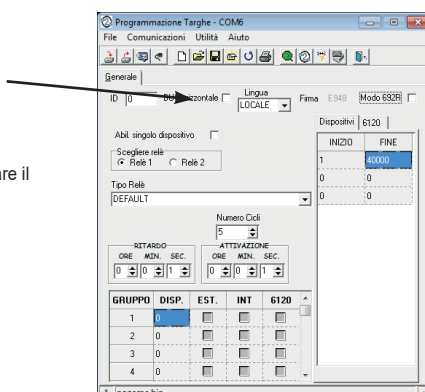 Programmazione Targhe - COM6
File Comunicazioni Utilità Aiuto
Generale
ID 0 Lingua LOCALE Firma E948 Modo 692R
Abil. singolo dispositivo
Scegliere relè
Relè 1 Relè 2
Tipo Relè
DEFAULT
Numero Cicli
5
RITARDO ATTIVAZIONE
ORE MIN. SEC. ORE MIN. SEC.
0 0 1 0 0 1
GRUPPO DISP. EST. INT 6120
1 0
2 0
3 0
4 0
Dispositivi 6120
INIZIO FINE
1 40000
0 0
0 0
are il